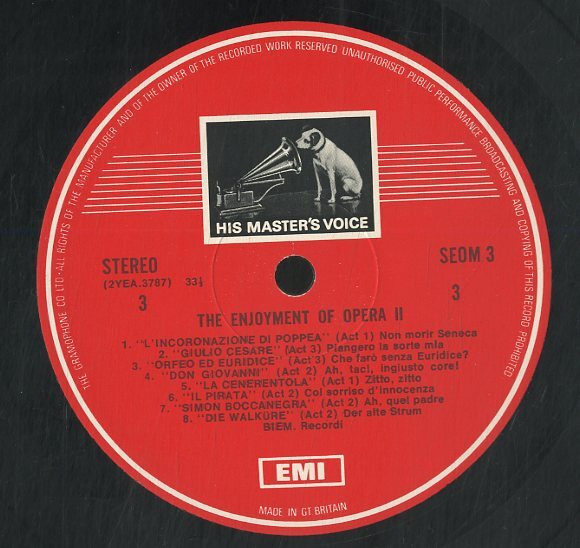 THE GRAMOPHONE CO LTD · ALL RIGHTS OF THE MANUFACTURER AND OF THE OWNER OF THE RECORDED WORK RESERVED UNAUTHORISED PUBLIC PERFORMANCE BROADCASTING AND COPYING OF THIS RECORD PROHIBITED
HIS MASTER'S VOICE
STEREO SEOM 3
(2YEA.3787) 33⅓
3 3
THE ENJOYMENT OF OPERA II
1. "L'INCORONAZIONE DI POPPEA" (Act 1) Non morir Seneca
2. "GIULIO CESARE" (Act 3) Piangero la sorte mia
3. "ORFEO ED EURIDICE" (Act 3) Che farò senza Euridice?
4. "DON GIOVANNI" (Act 2) Ah, taci, ingiusto core!
5. "LA CENERENTOLA" (Act 1) Zitto, zitto
6. "IL PIRATA" (Act 2) Col sorriso d'innocenza
7. "SIMON BOCCANEGRA" (Act 2) Ah, quel padre
8. "DIE WALKÜRE" (Act 2) Der alte Strum
BIEM. Recordi
EMI
MADE IN GT BRITAIN